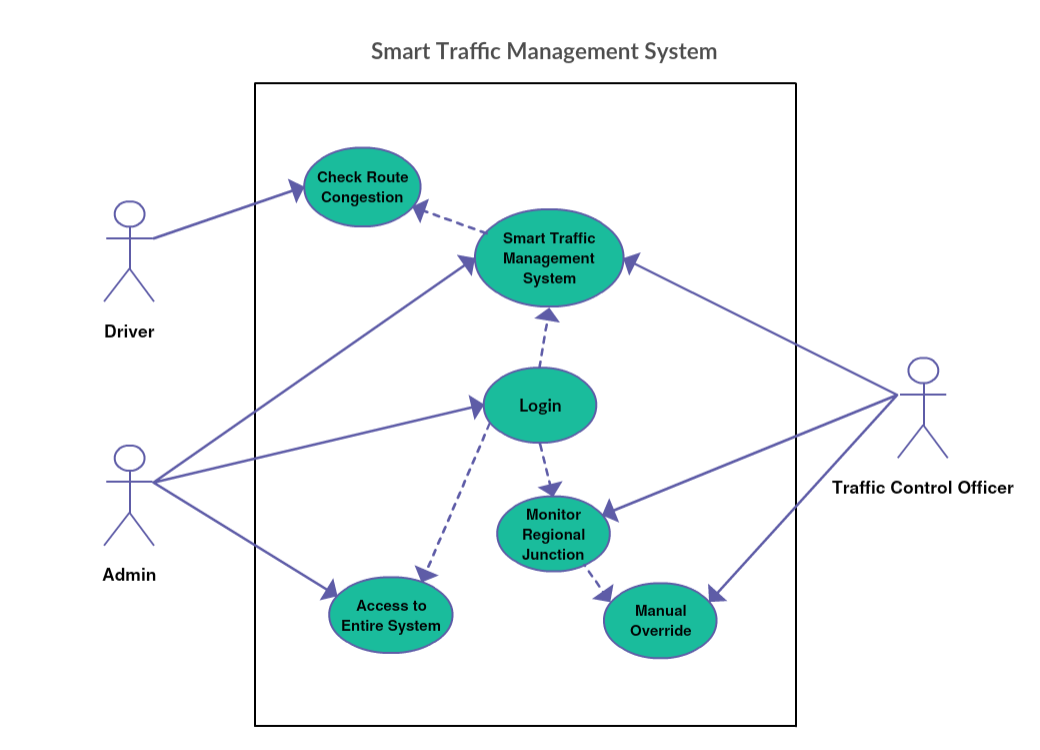 Smart Traffic Management System
Check Route
Congestion
Smart Traffic
Management
System
Driver
Login
Traffic Control Officer
Monitor
Regional
Junction
Admin
Access to
Entire System
Manual
Override